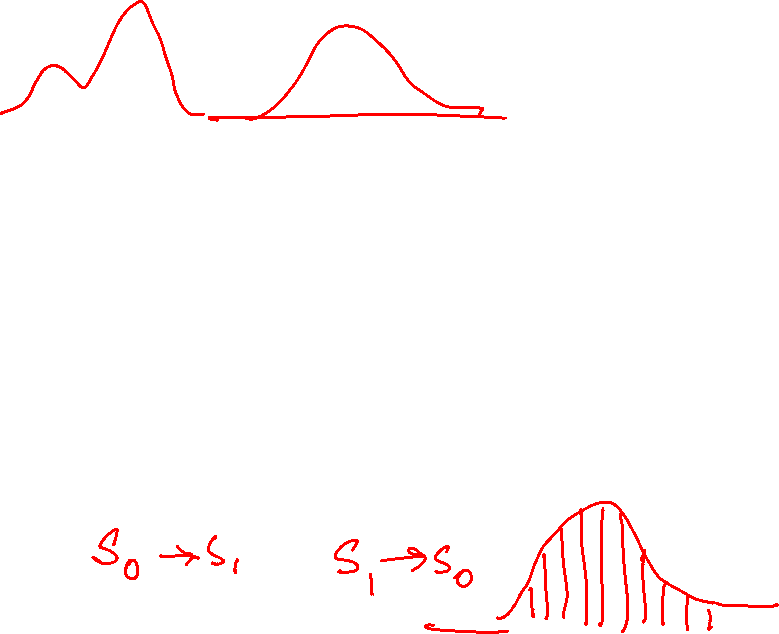 S₀ → S₁ S₁ → S₀